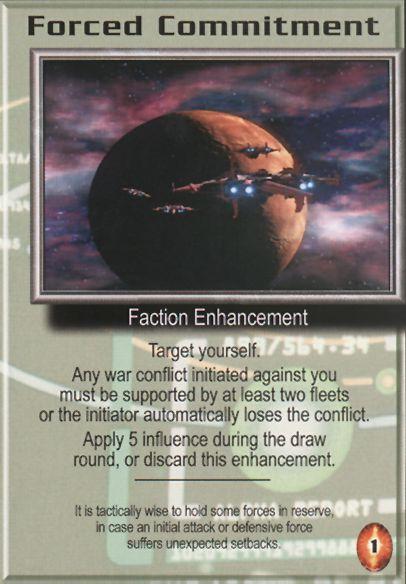 Forced Commitment
Faction Enhancement
Target yourself.
Any war conflict initiated against you
must be supported by at least two fleets
or the initiator automatically loses the conflict.
Apply 5 influence during the draw
round, or discard this enhancement.
It is tactically wise to hold some forces in reserve,
in case an initial attack or defensive force
suffers unexpected setbacks.
1